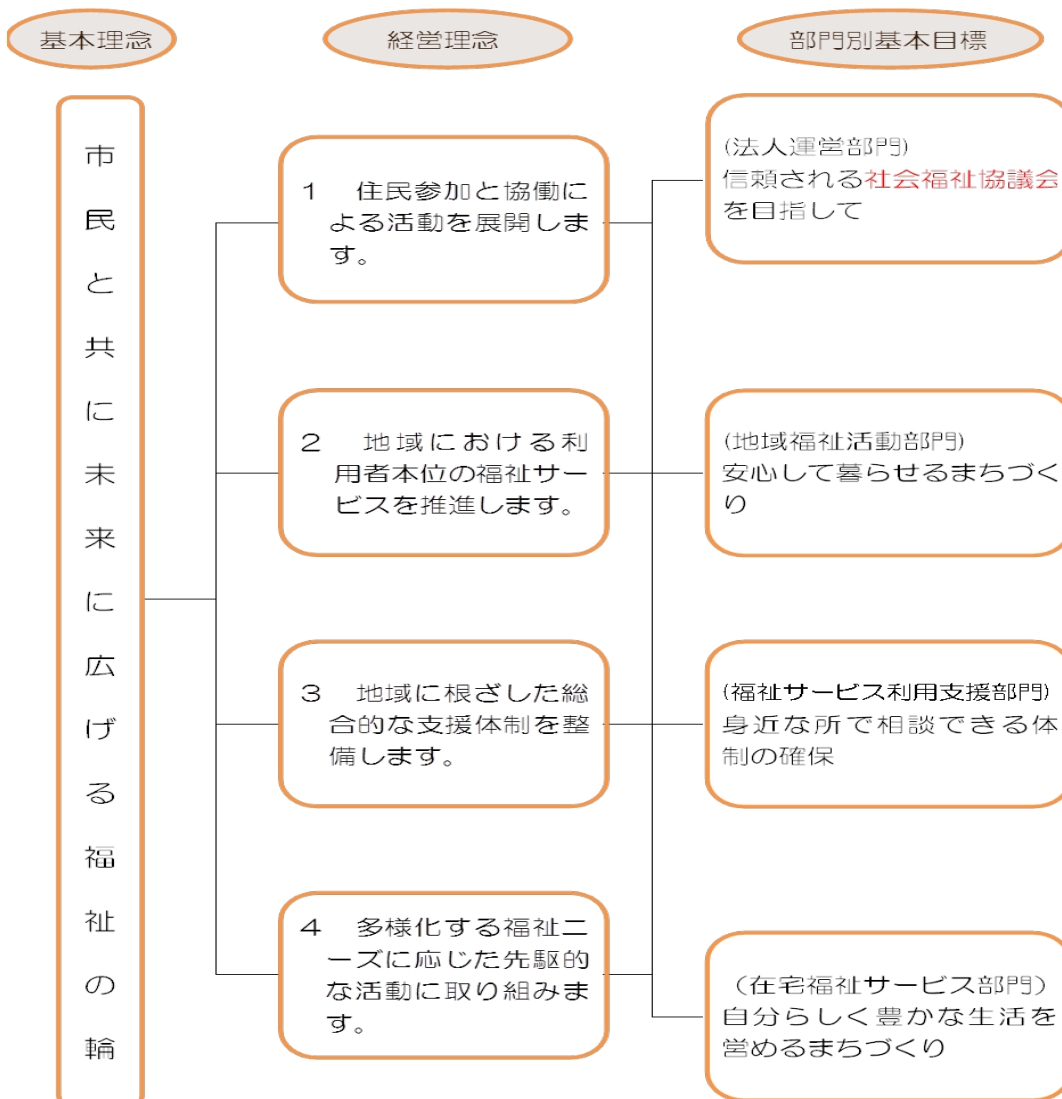 基本理念
経営理念
部門別基本目標
市民と共に未来に広げる福祉の輪
1　住民参加と協働に
よる活動を展開しま
す。
2　地域における利
用者本位の福祉サー
ビスを推進します。
3　地域に根ざした総
合的な支援体制を整
備します。
4　多様化する福祉ニ
ーズに応じた先駆的
な活動に取り組みま
す。
(法人運営部門)
信頼される社会福祉協議会
を目指して
(地域福祉活動部門)
安心して暮らせるまちづく
り
(福祉サービス利用支援部門)
身近な所で相談できる体
制の確保
（在宅福祉サービス部門）
自分らしく豊かな生活を
営めるまちづくり